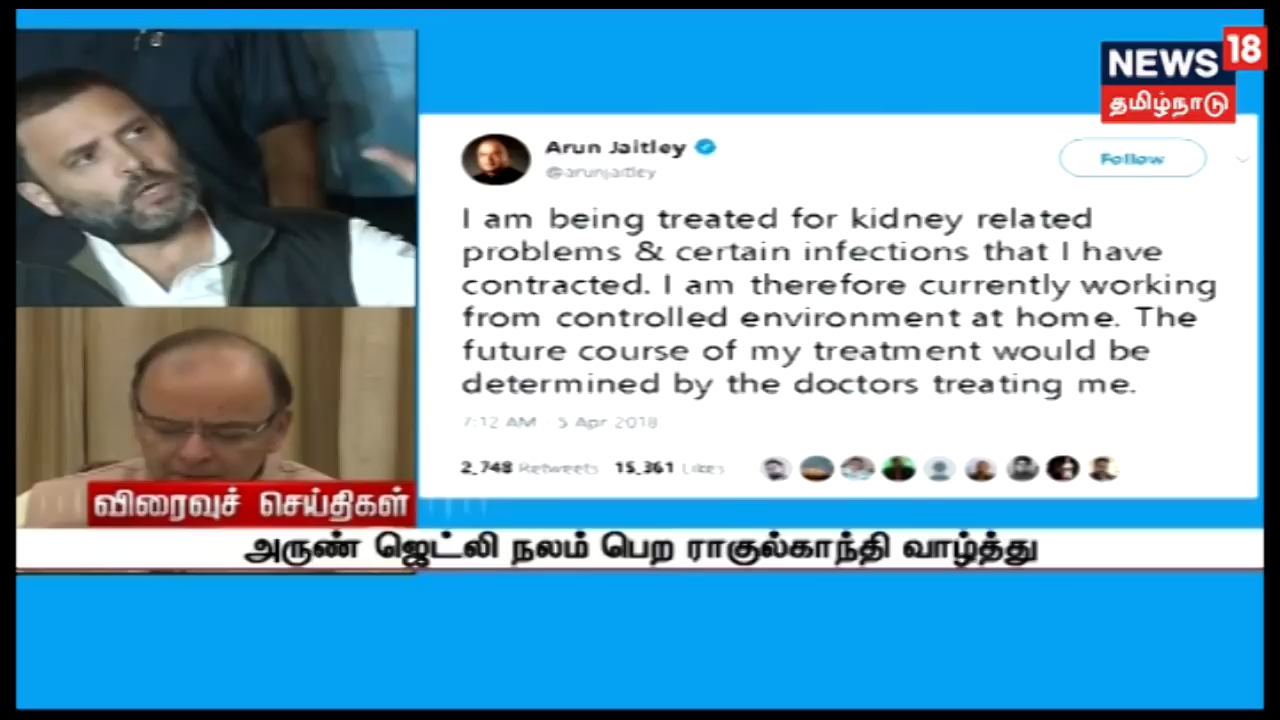 NEWS 18
தமிழ்நாடு
Arun Jaitley
@arunjaitley
Follow
I am being treated for kidney related
problems & certain infections that I have
contracted. I am therefore currently working
from controlled environment at home. The
future course of my treatment would be
determined by the doctors treating me.
7:12 AM · 5 Apr 2018
2,748 Retweets 15,361 Likes
விரைவுச் செய்திகள்
அருண் ஜெட்லி நலம் பெற ராகுல்காந்தி வாழ்த்து